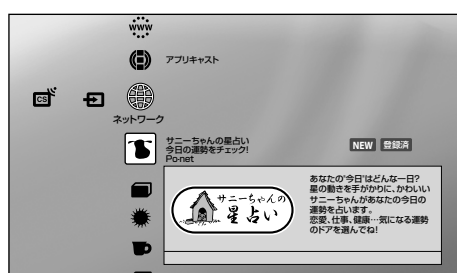 www
アプリキャスト
CS
ネットワーク
サニーちゃんの星占い
今日の運勢をチェック!
Po-net
NEW 登録済
サニーちゃんの
星占い
あなたの"今日"はどんな一日?
星の動きを手がかりに、かわいい
サニーちゃんがあなたの今日の
運勢を占います。
恋愛、仕事、健康…気になる運勢
のドアを選んでね!